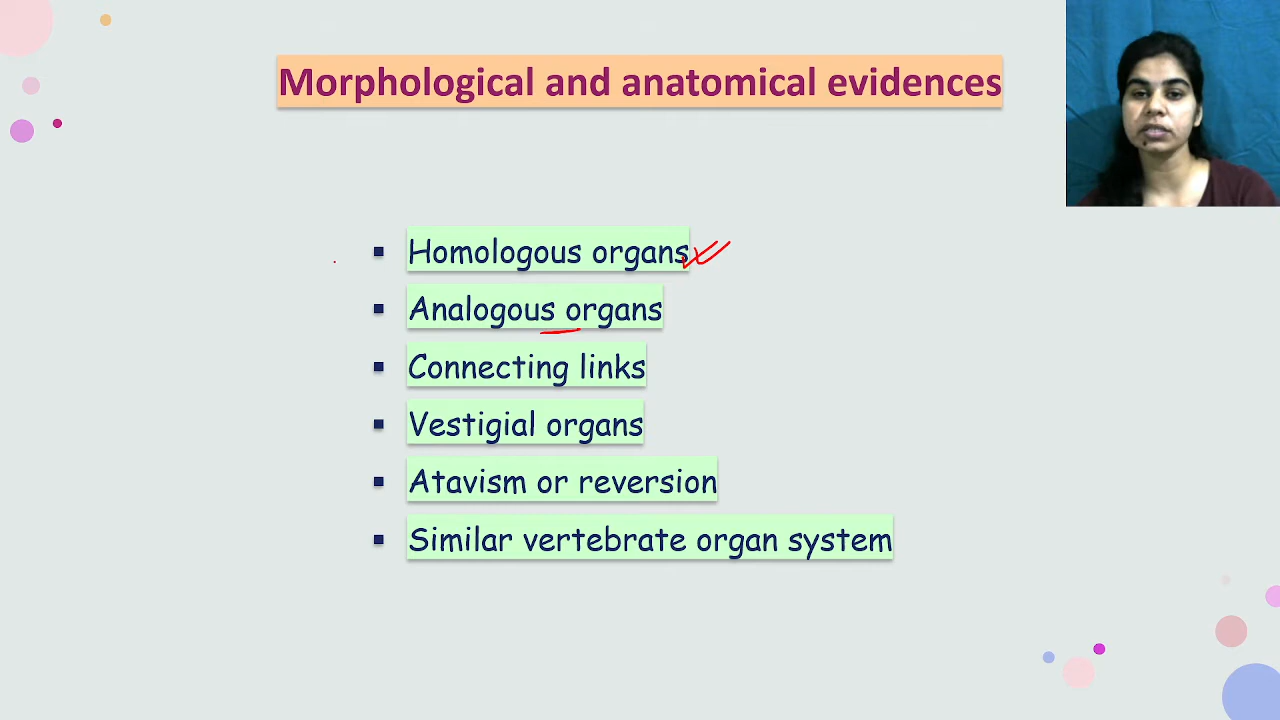 Morphological and anatomical evidences
Homologous organs
Analogous organs
Connecting links
Vestigial organs
Atavism or reversion
Similar vertebrate organ system